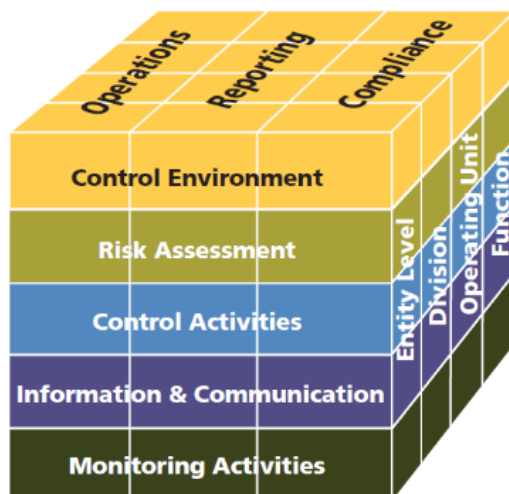 Operations
Reporting
Compliance
Control Environment
Risk Assessment
Control Activities
Information & Communication
Monitoring Activities
Entity Level
Division
Operating Unit
Function